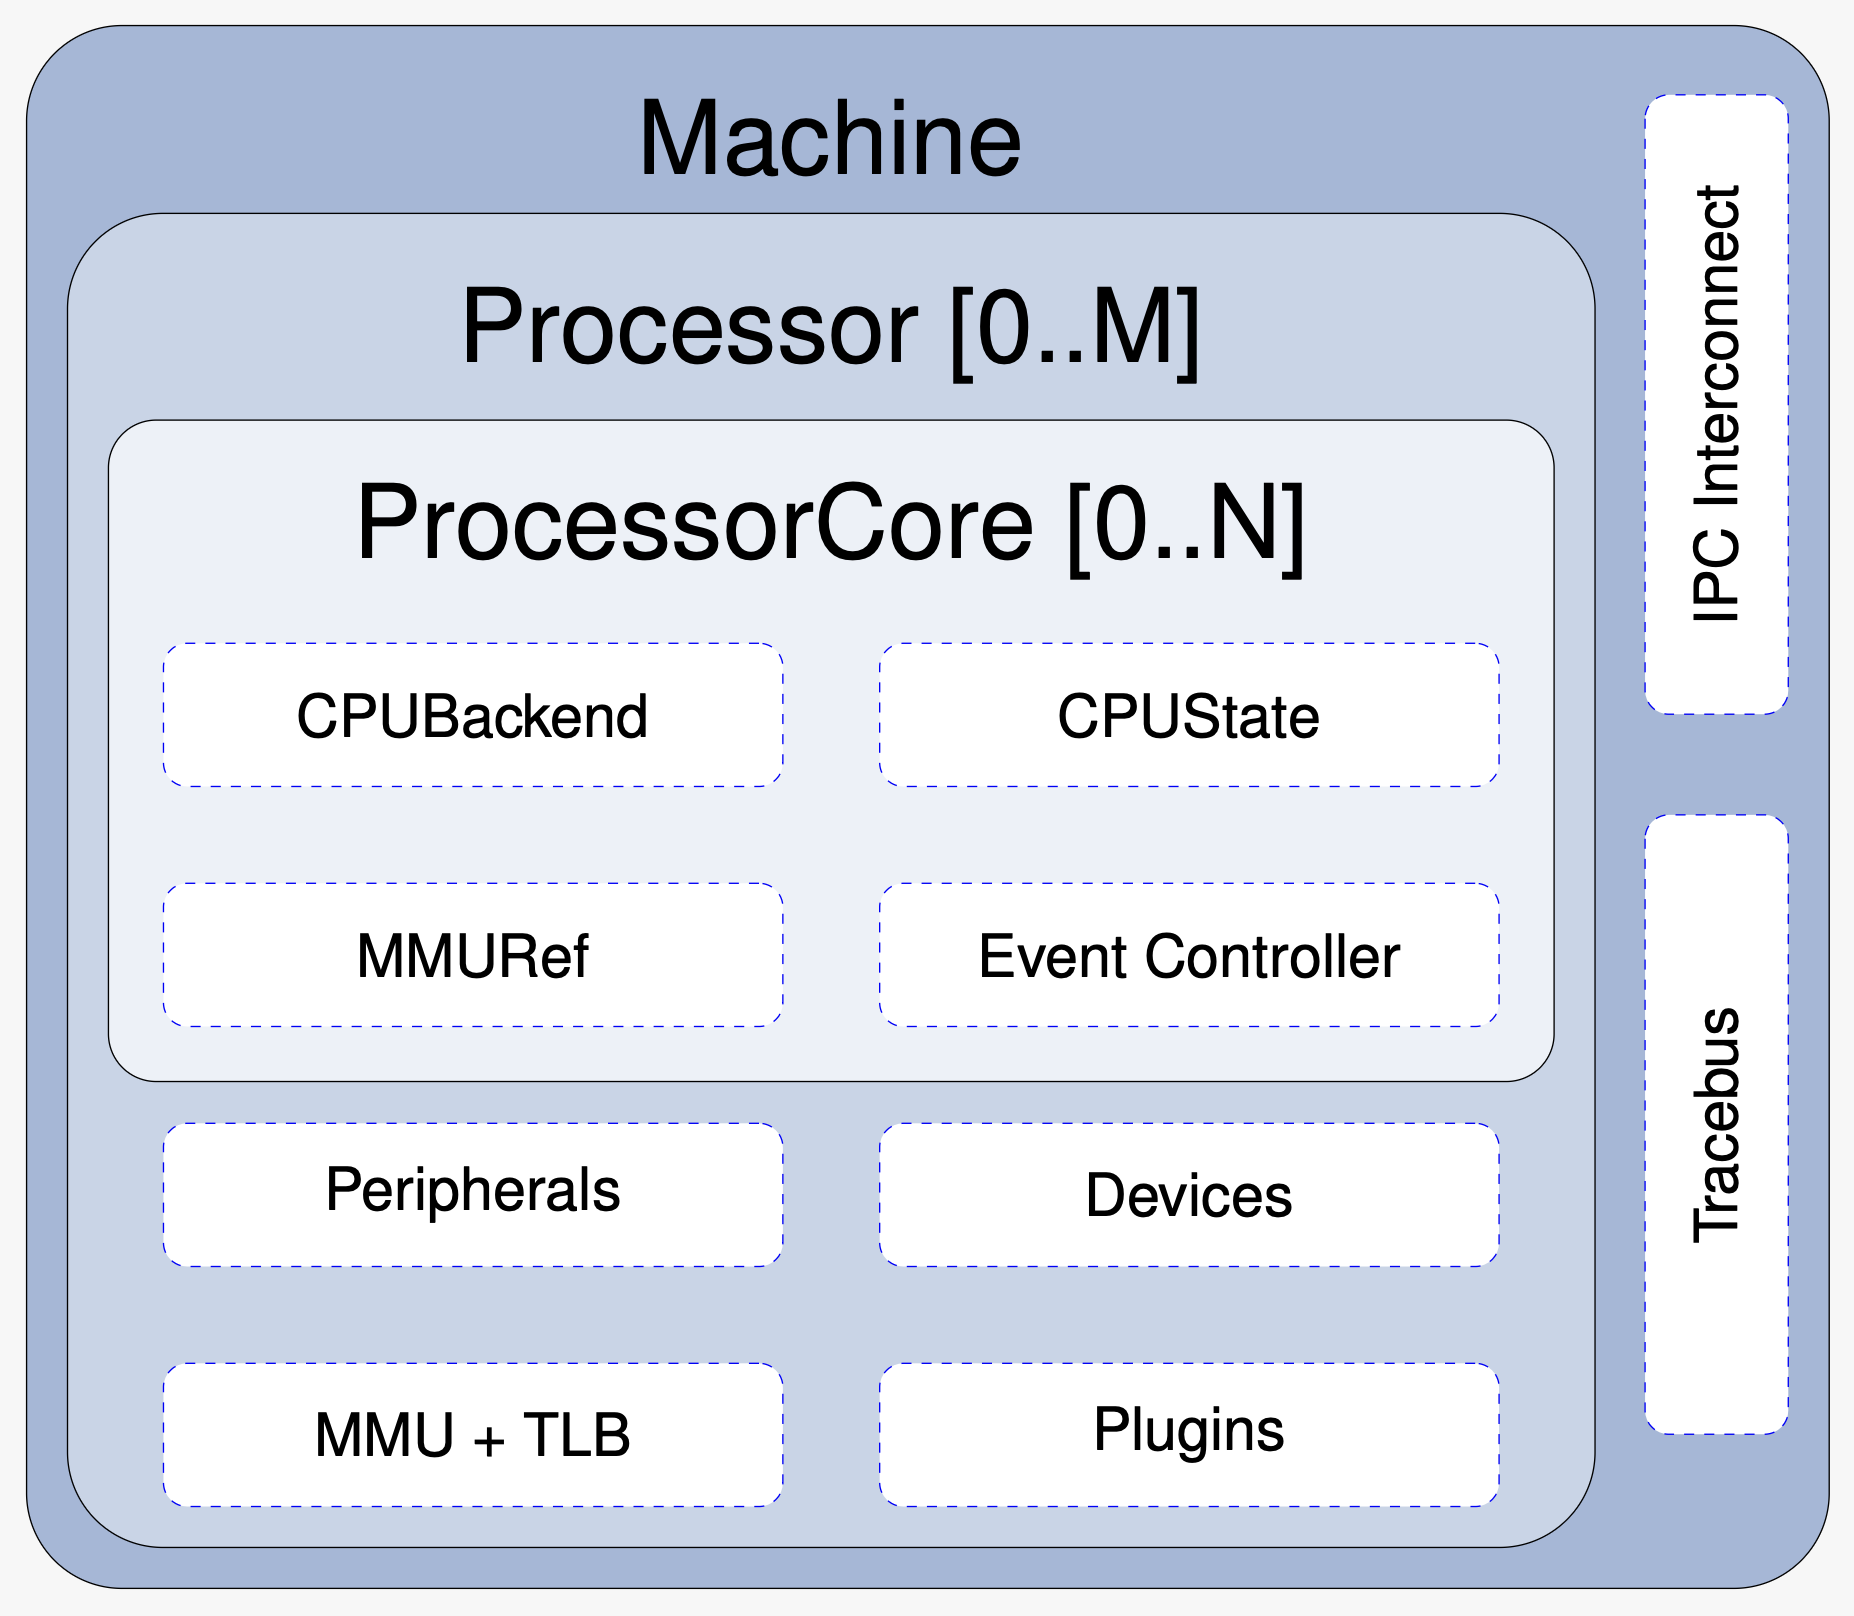 Machine
Processor [0..M]
ProcessorCore [0..N]
CPUBackend
CPUState
MMURef
Event Controller
Peripherals
Devices
MMU + TLB
Plugins
IPC Interconnect
Tracebus